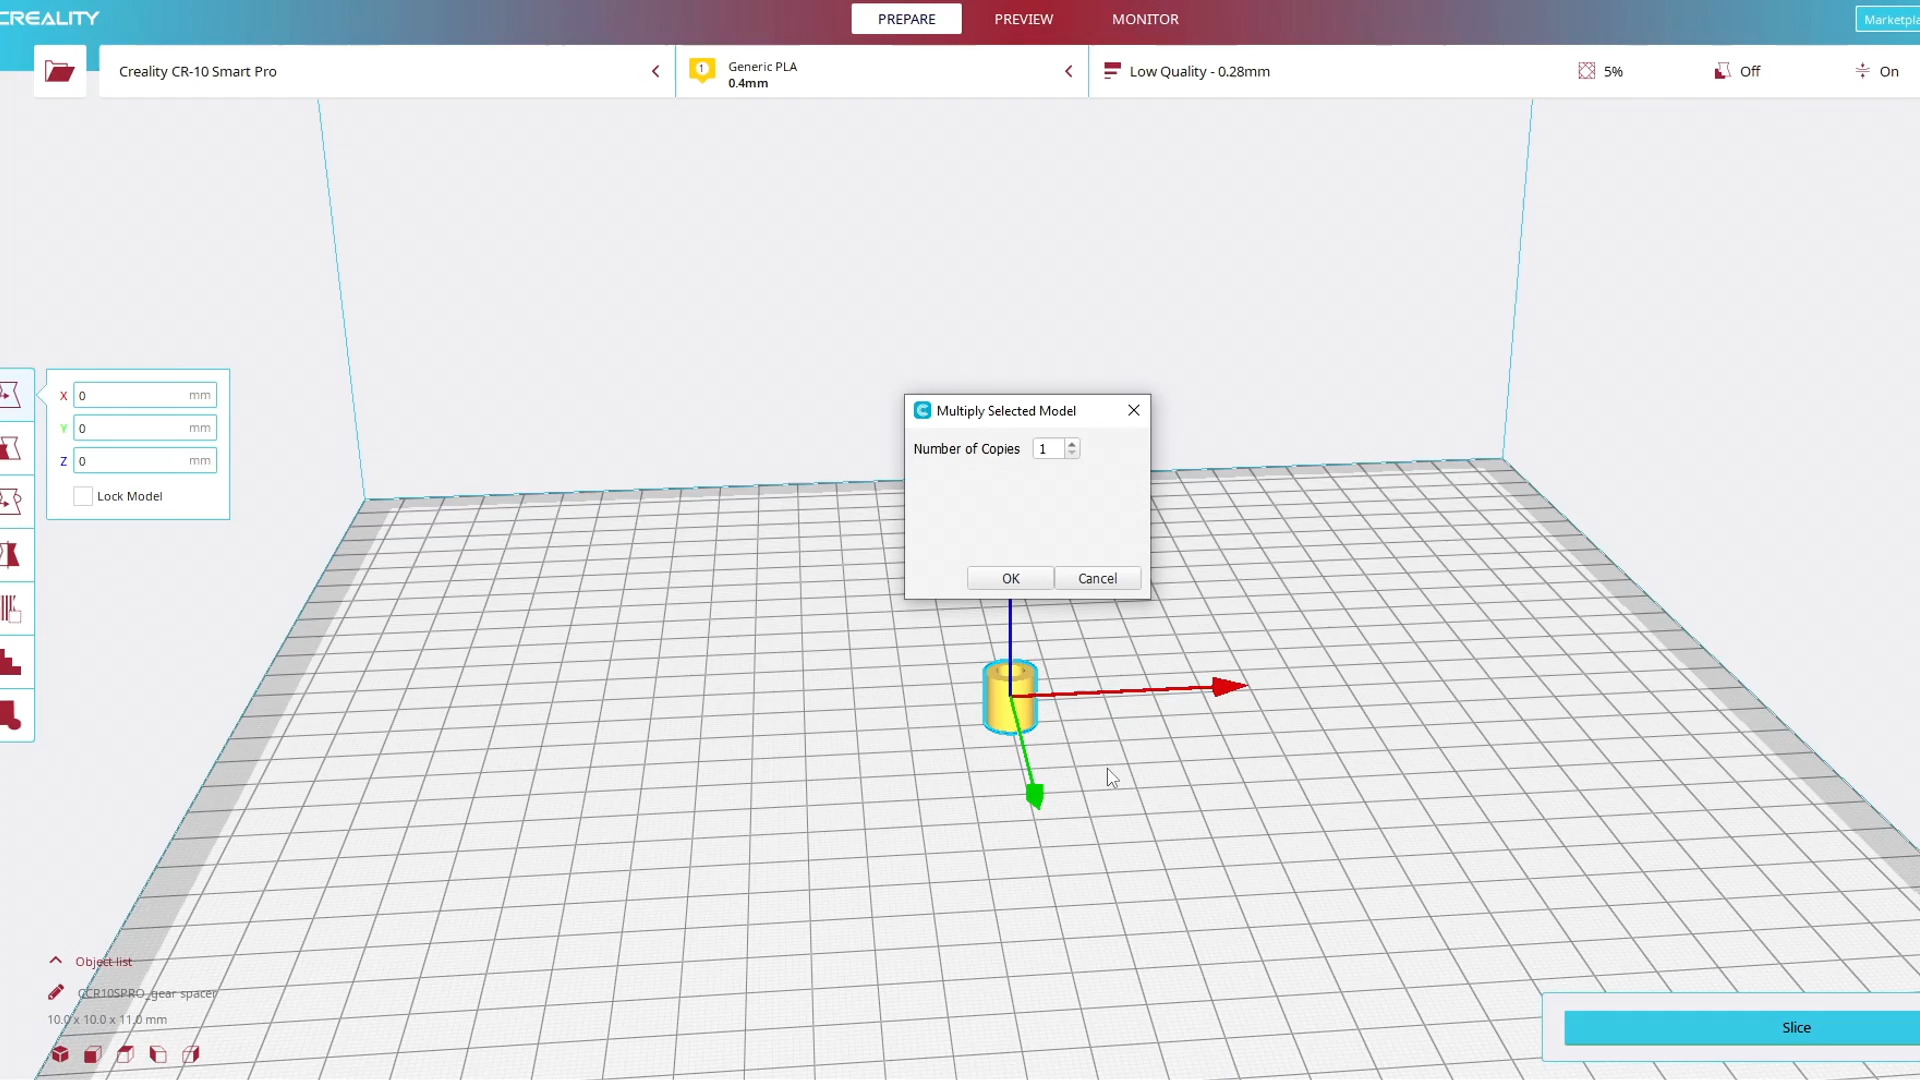 CREALITY
PREPARE
PREVIEW
MONITOR
Creality CR-10 Smart Pro
1
Generic PLA
0.4mm
Low Quality - 0.28mm
5%
Off
On
X 0 mm
Y 0 mm
Z 0 mm
Lock Model
Multiply Selected Model
Number of Copies 1
OK
Cancel
Object list
CCR10SPRO_gear spacer
10.0 x 10.0 x 11.0 mm
Slice